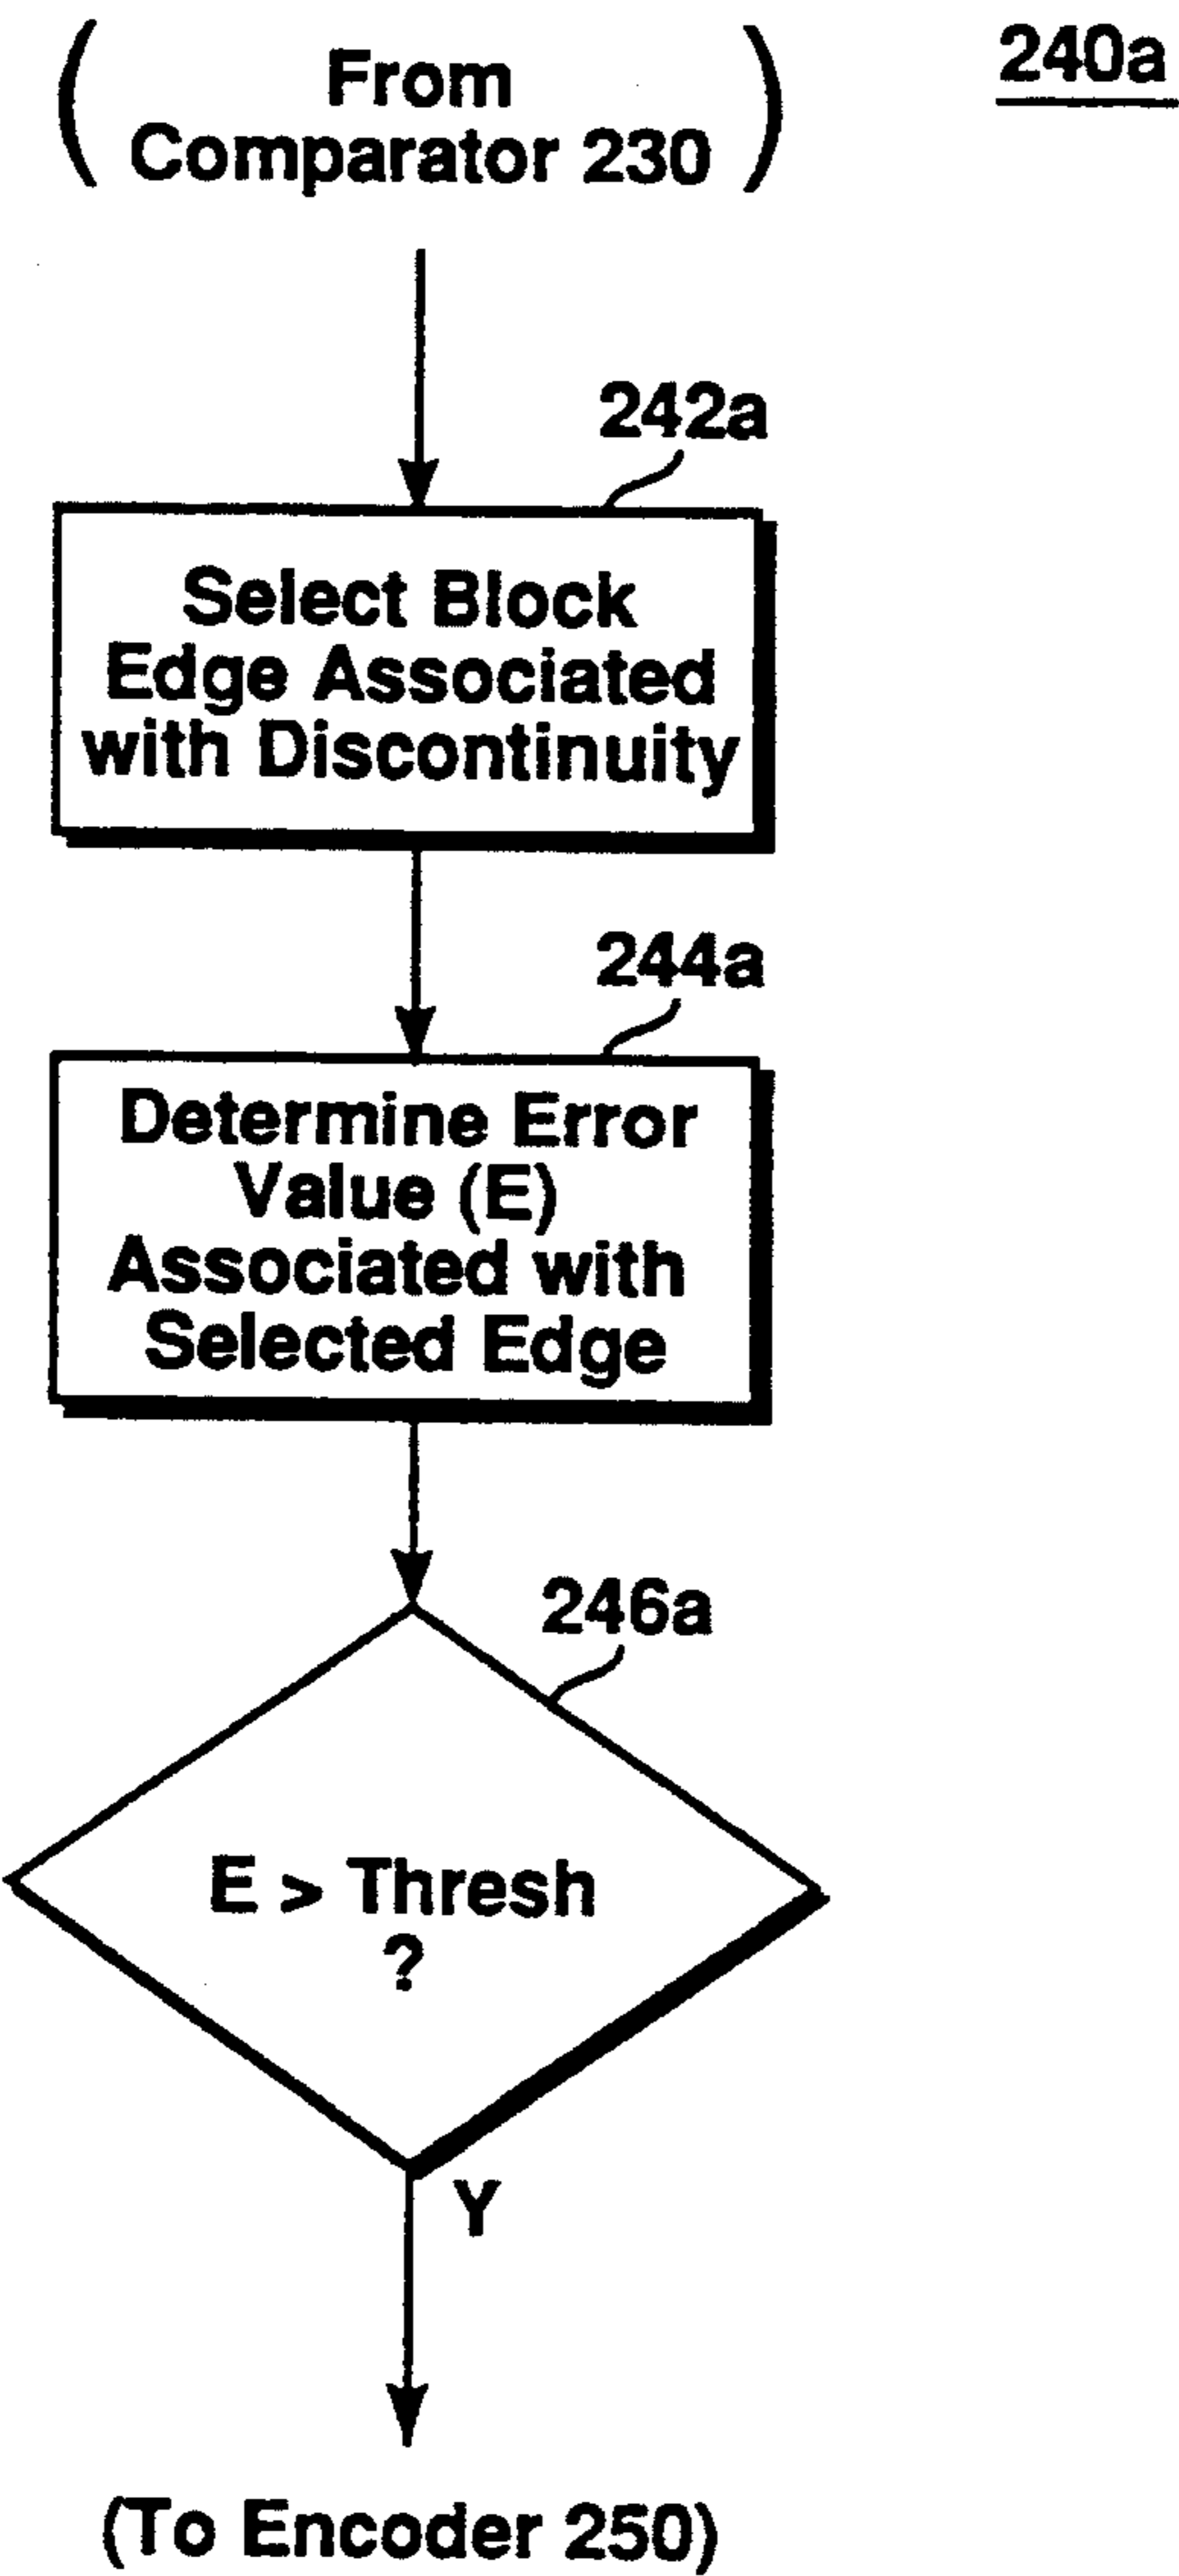 240a
( From
Comparator 230 )
242a
Select Block
Edge Associated
with Discontinuity
244a
Determine Error
Value (E)
Associated with
Selected Edge
246a
E > Thresh
?
Y
(To Encoder 250)